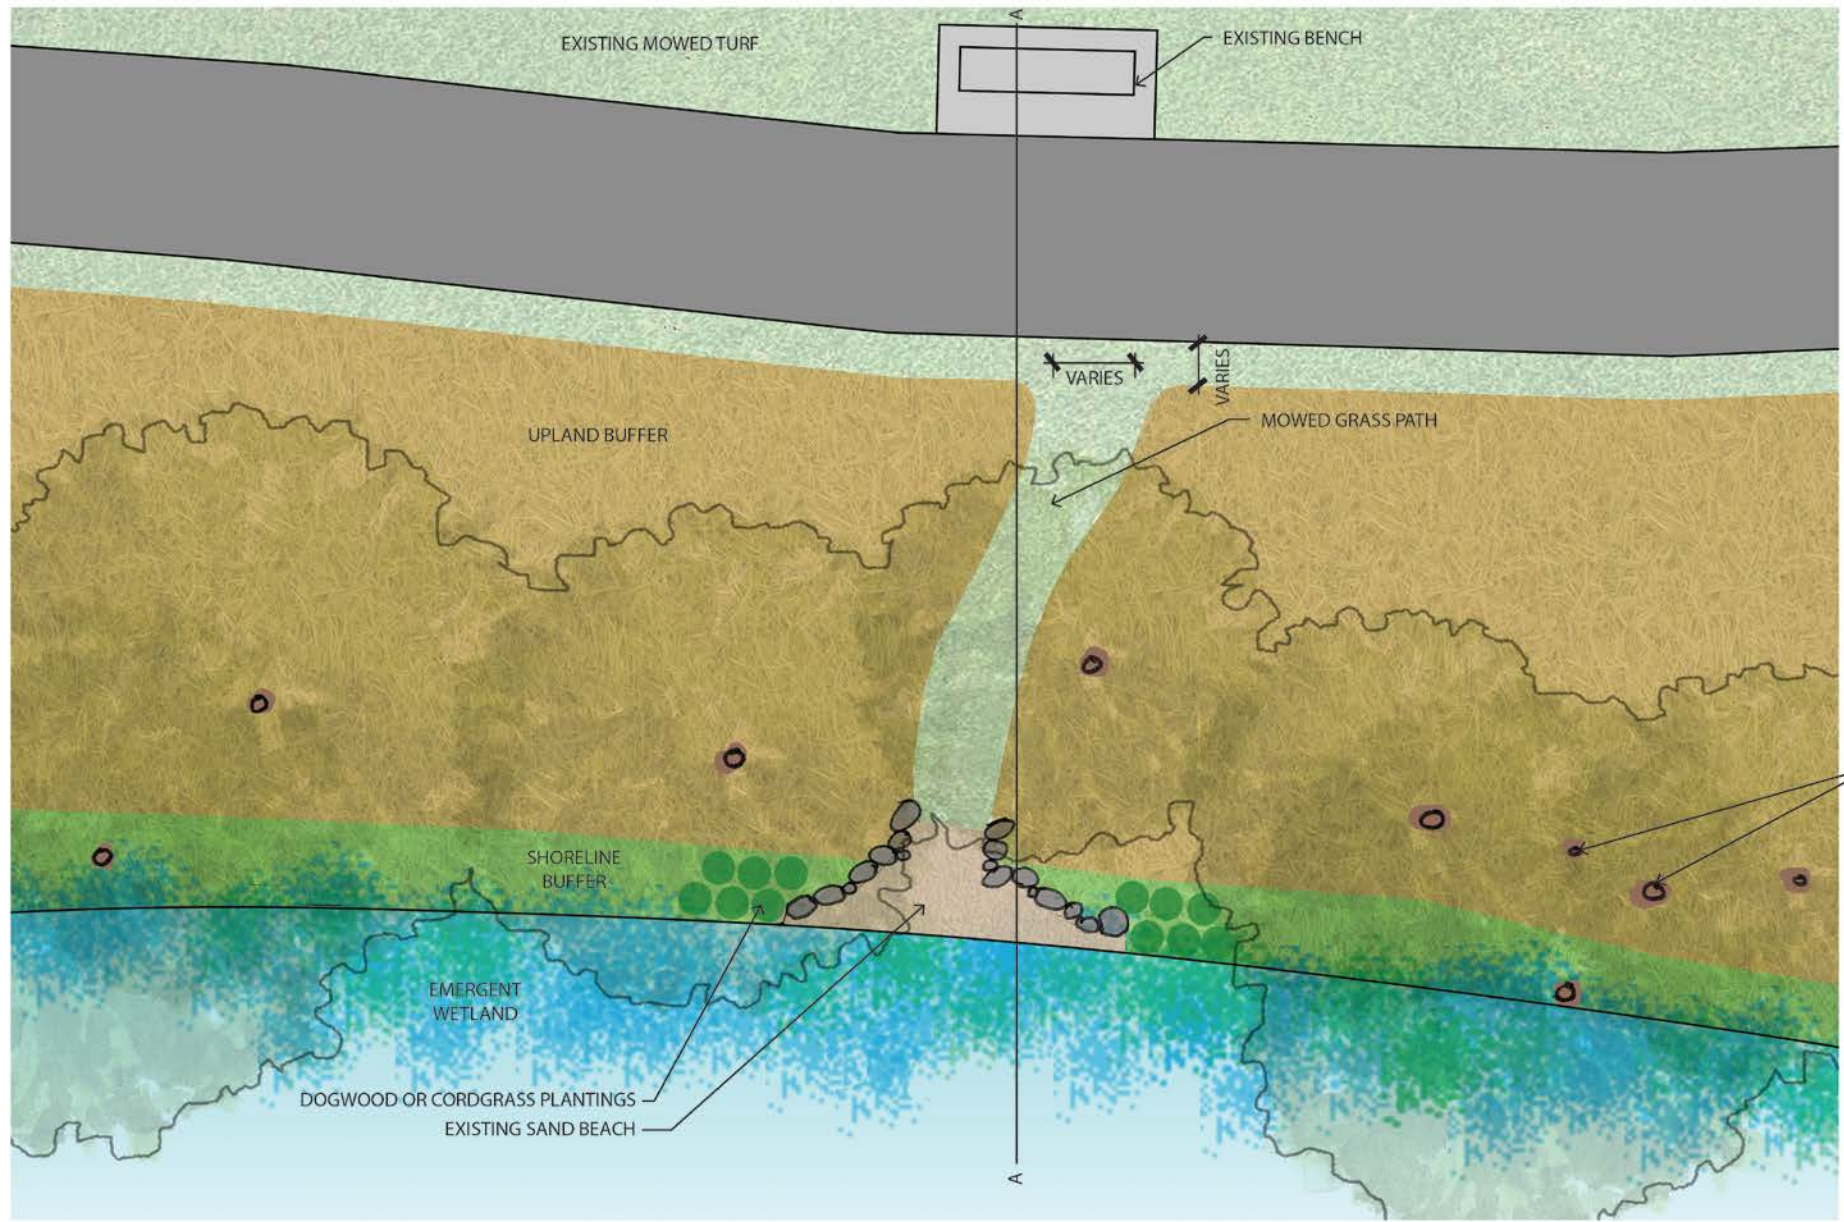 A
EXISTING MOWED TURF
EXISTING BENCH
VARIES
VARIES
MOWED GRASS PATH
UPLAND BUFFER
SHORELINE
BUFFER
EMERGENT
WETLAND
DOGWOOD OR CORDGRASS PLANTINGS
EXISTING SAND BEACH
A